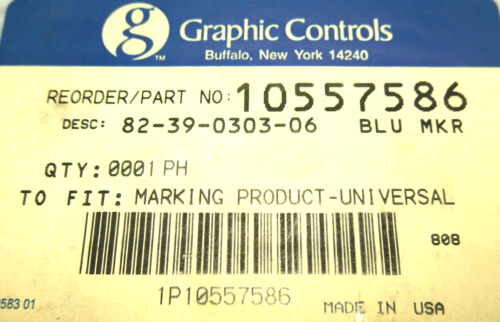 g
Graphic Controls
TM
Buffalo, New York 14240
REORDER/PART NO: 10557586
DESC: 82-39-0303-06 BLU MKR
QTY: 0001 PH
TO FIT: MARKING PRODUCT-UNIVERSAL
808
1P10557586
583 01
MADE IN USA